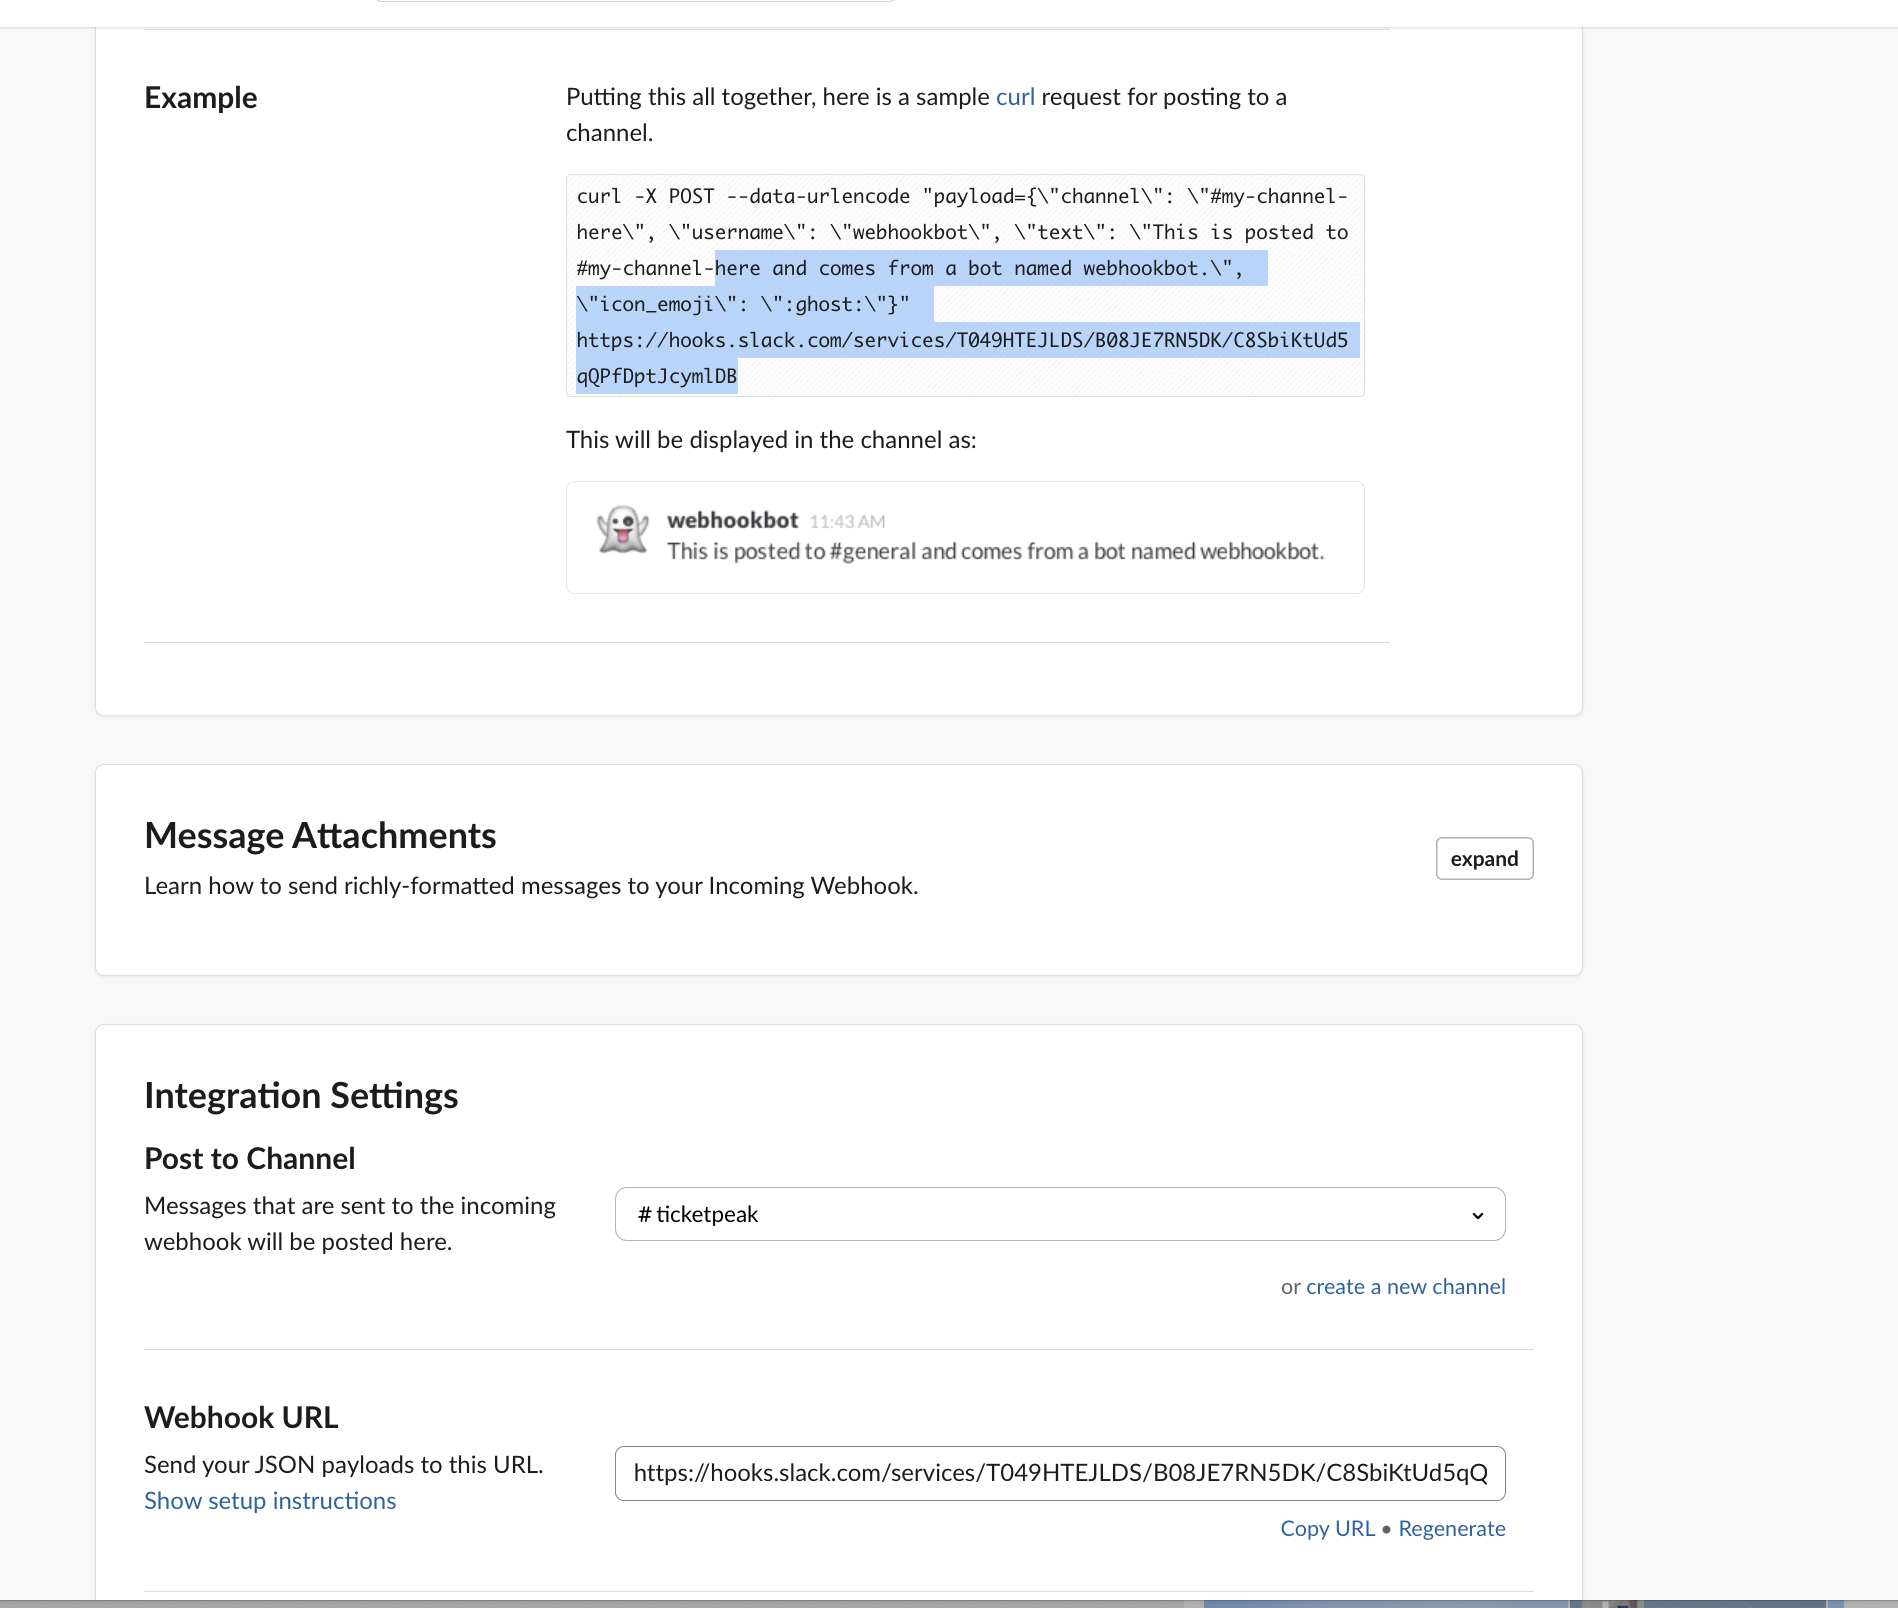 Example
Putting this all together, here is a sample curl request for posting to a
channel.
curl -X POST --data-urlencode "payload={\"channel\": \"#my-channel-
here\", \"username\": \"webhookbot\", \"text\": \"This is posted to
#my-channel-here and comes from a bot named webhookbot.\",
\"icon_emoji\": \":ghost:\"}"
https://hooks.slack.com/services/T049HTEJLDS/B08JE7RN5DK/C8SbiKtUd5
qQPfDptJcymlDB
This will be displayed in the channel as:
webhookbot 11:43 AM
This is posted to #general and comes from a bot named webhookbot.
Message Attachments
Learn how to send richly-formatted messages to your Incoming Webhook.
expand
Integration Settings
Post to Channel
Messages that are sent to the incoming
webhook will be posted here.
# ticketpeak
or create a new channel
Webhook URL
Send your JSON payloads to this URL.
Show setup instructions
https://hooks.slack.com/services/T049HTEJLDS/B08JE7RN5DK/C8SbiKtUd5qQ
Copy URL • Regenerate